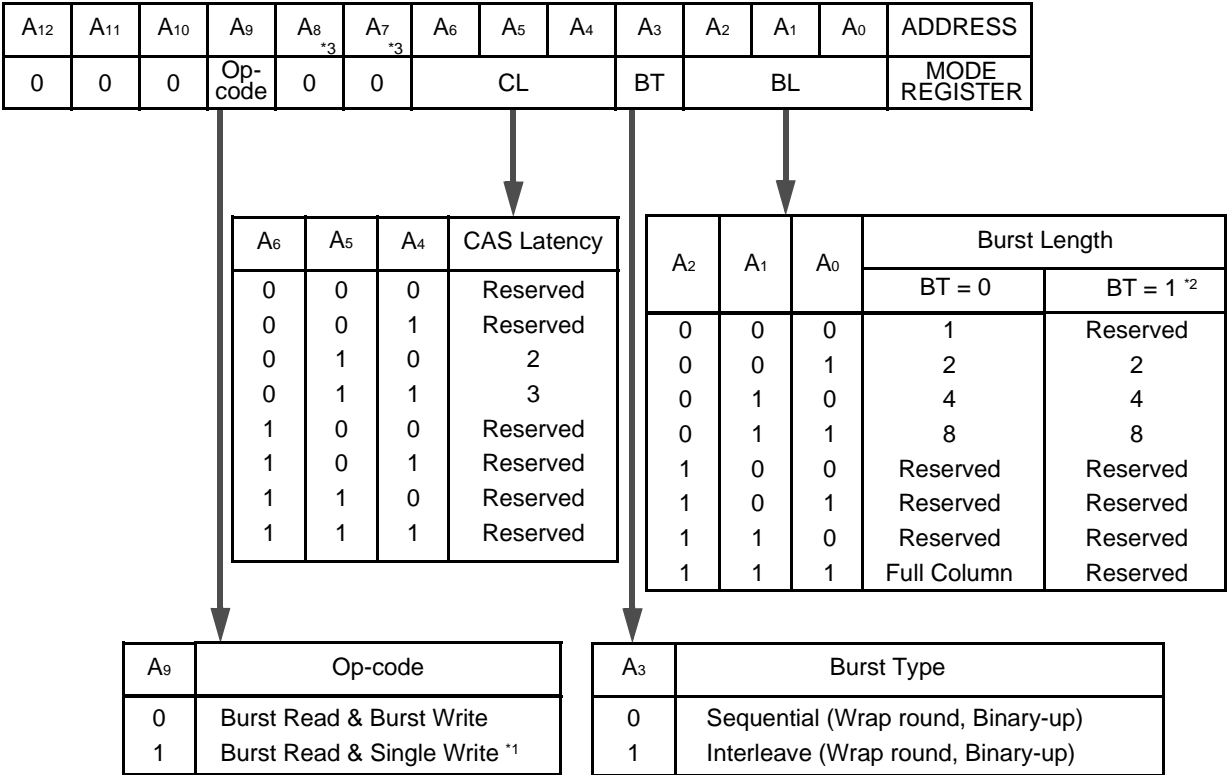 A12 A11 A10 A9 A8 *3 A7 *3 A6 A5 A4 A3 A2 A1 A0 ADDRESS
0 0 0 Op-code 0 0 CL BT BL MODE REGISTER
A6 A5 A4 CAS Latency
0 0 0 Reserved
0 0 1 Reserved
0 1 0 2
0 1 1 3
1 0 0 Reserved
1 0 1 Reserved
1 1 0 Reserved
1 1 1 Reserved
A2 A1 A0 Burst Length
BT = 0 BT = 1 *2
0 0 0 1 Reserved
0 0 1 2 2
0 1 0 4 4
0 1 1 8 8
1 0 0 Reserved Reserved
1 0 1 Reserved Reserved
1 1 0 Reserved Reserved
1 1 1 Full Column Reserved
A9 Op-code
0 Burst Read & Burst Write
1 Burst Read & Single Write *1
A3 Burst Type
0 Sequential (Wrap round, Binary-up)
1 Interleave (Wrap round, Binary-up)